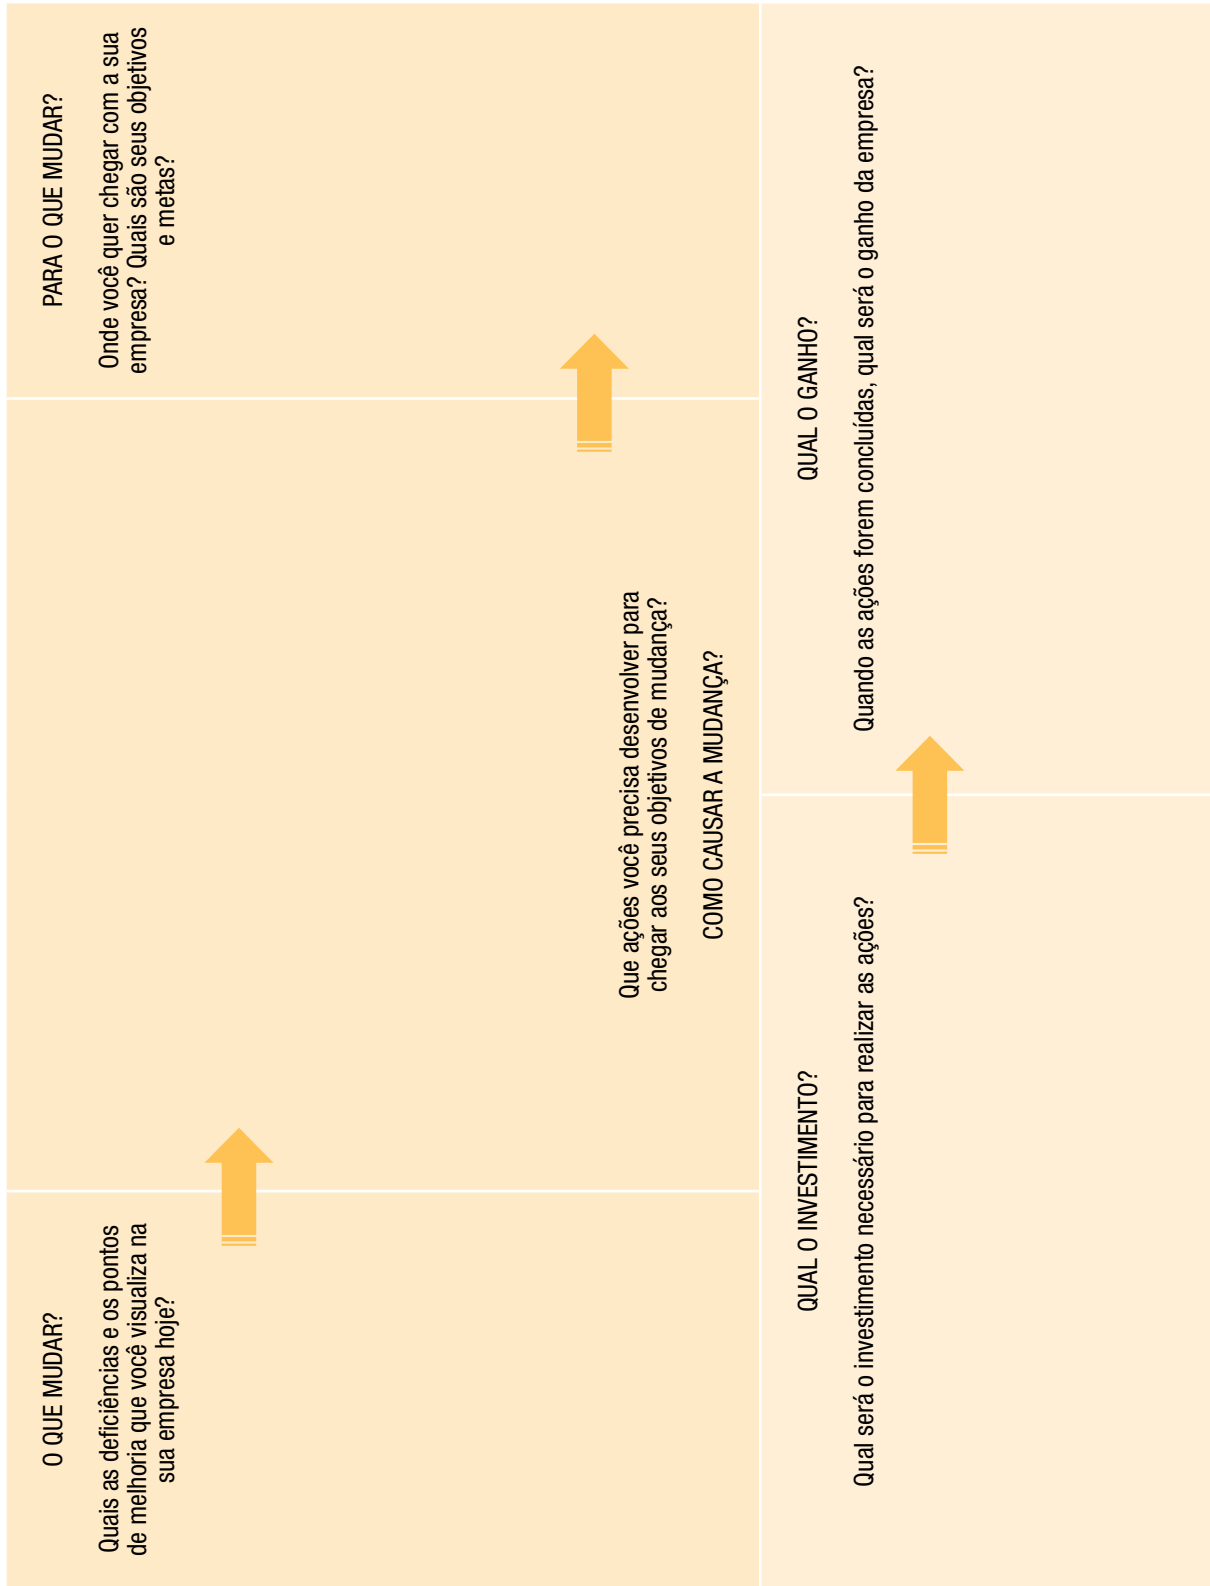 O QUE MUDAR?
Quais as deficiências e os pontos
de melhoria que você visualiza na
sua empresa hoje?
Que ações você precisa desenvolver para
chegar aos seus objetivos de mudança?
COMO CAUSAR A MUDANÇA?
PARA O QUE MUDAR?
Onde você quer chegar com a sua
empresa? Quais são seus objetivos
e metas?
QUAL O INVESTIMENTO?
Qual será o investimento necessário para realizar as ações?
QUAL O GANHO?
Quando as ações forem concluídas, qual será o ganho da empresa?